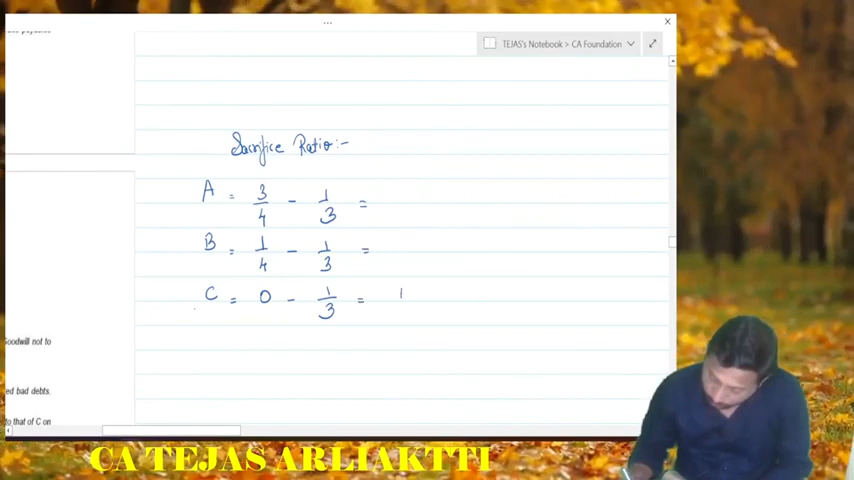 TEJAS's Notebook > CA Foundation
Sacrifice Ratio:-
A = 3/4 - 1/3 =
B = 1/4 - 1/3 =
C = 0 - 1/3 = 1
Goodwill not to
ed bad debts.
to that of C on
CA TEJAS ARLIAKTTI